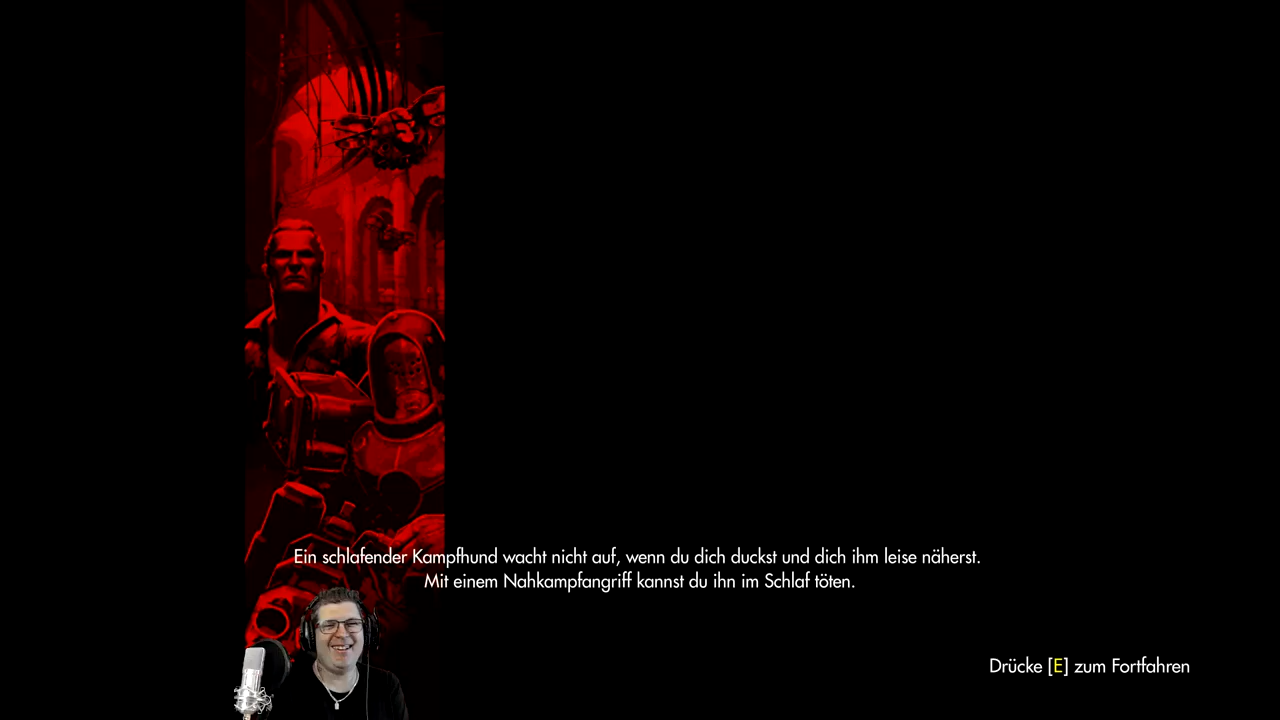 Ein schlafender Kampfhund wacht nicht auf, wenn du dich duckst und dich ihm leise näherst.
Mit einem Nahkampfangriff kannst du ihn im Schlaf töten.
Drücke [E] zum Fortfahren